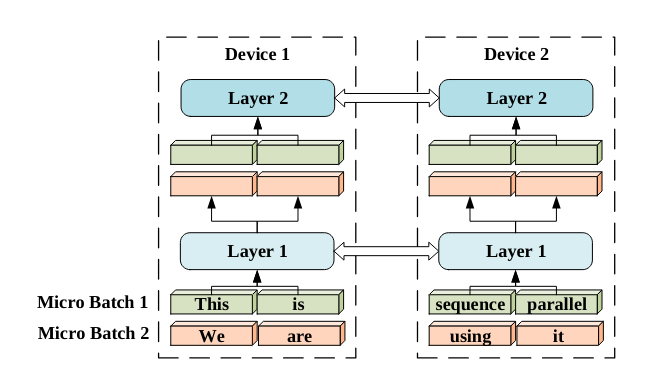 Device 1 Device 2
Layer 2 Layer 2
Layer 1 Layer 1
Micro Batch 1 This is sequence parallel
Micro Batch 2 We are using it